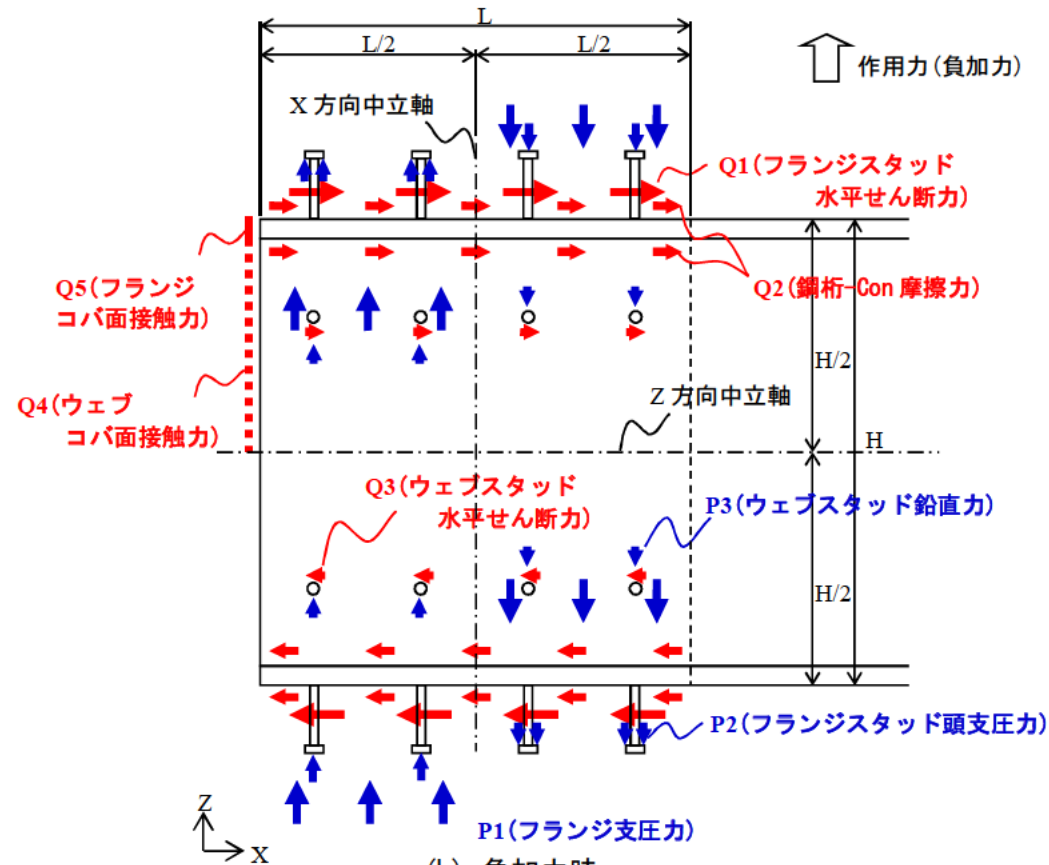 L
L/2
L/2
作用力(負加力)
X 方向中立軸
Q1(フランジスタッド
水平せん断力)
Q5(フランジ
コバ面接触力)
Q2(鋼桁-Con 摩擦力)
H/2
Q4(ウェブ
コバ面接触力)
Z 方向中立軸
H
Q3(ウェブスタッド
水平せん断力)
P3(ウェブスタッド鉛直力)
H/2
P2(フランジスタッド頭支圧力)
Z
X
P1(フランジ支圧力)